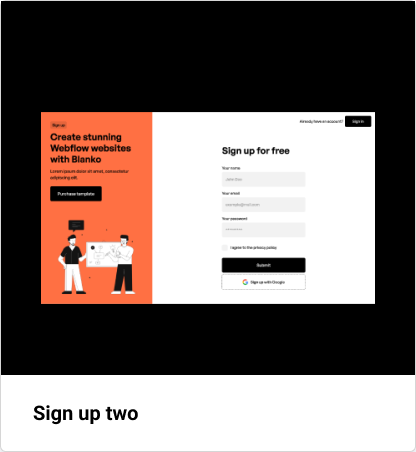 Sign up
Create stunning
Webflow websites
with Blanko
Lorem ipsum dolor sit amet, consectetur
adipiscing elit.
Purchase template
Already have an account?
Sign in
Sign up for free
Your name
Jane Doe
Your email
example@mail.com
Your password
I agree to the privacy policy
Submit
Sign up with Google
Sign up two